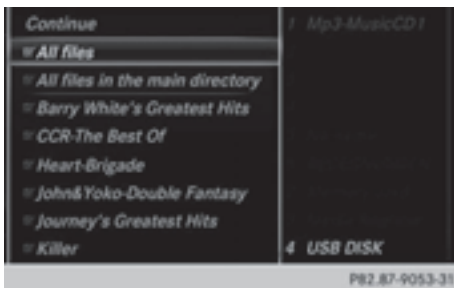 Continue
All files
All files in the main directory
Barry White's Greatest Hits
CCR-The Best Of
Heart-Brigade
John&Yoko-Double Fantasy
Journey's Greatest Hits
Killer
1 Mp3-MusicCD1
4 USB DISK
P82.87-9053-31